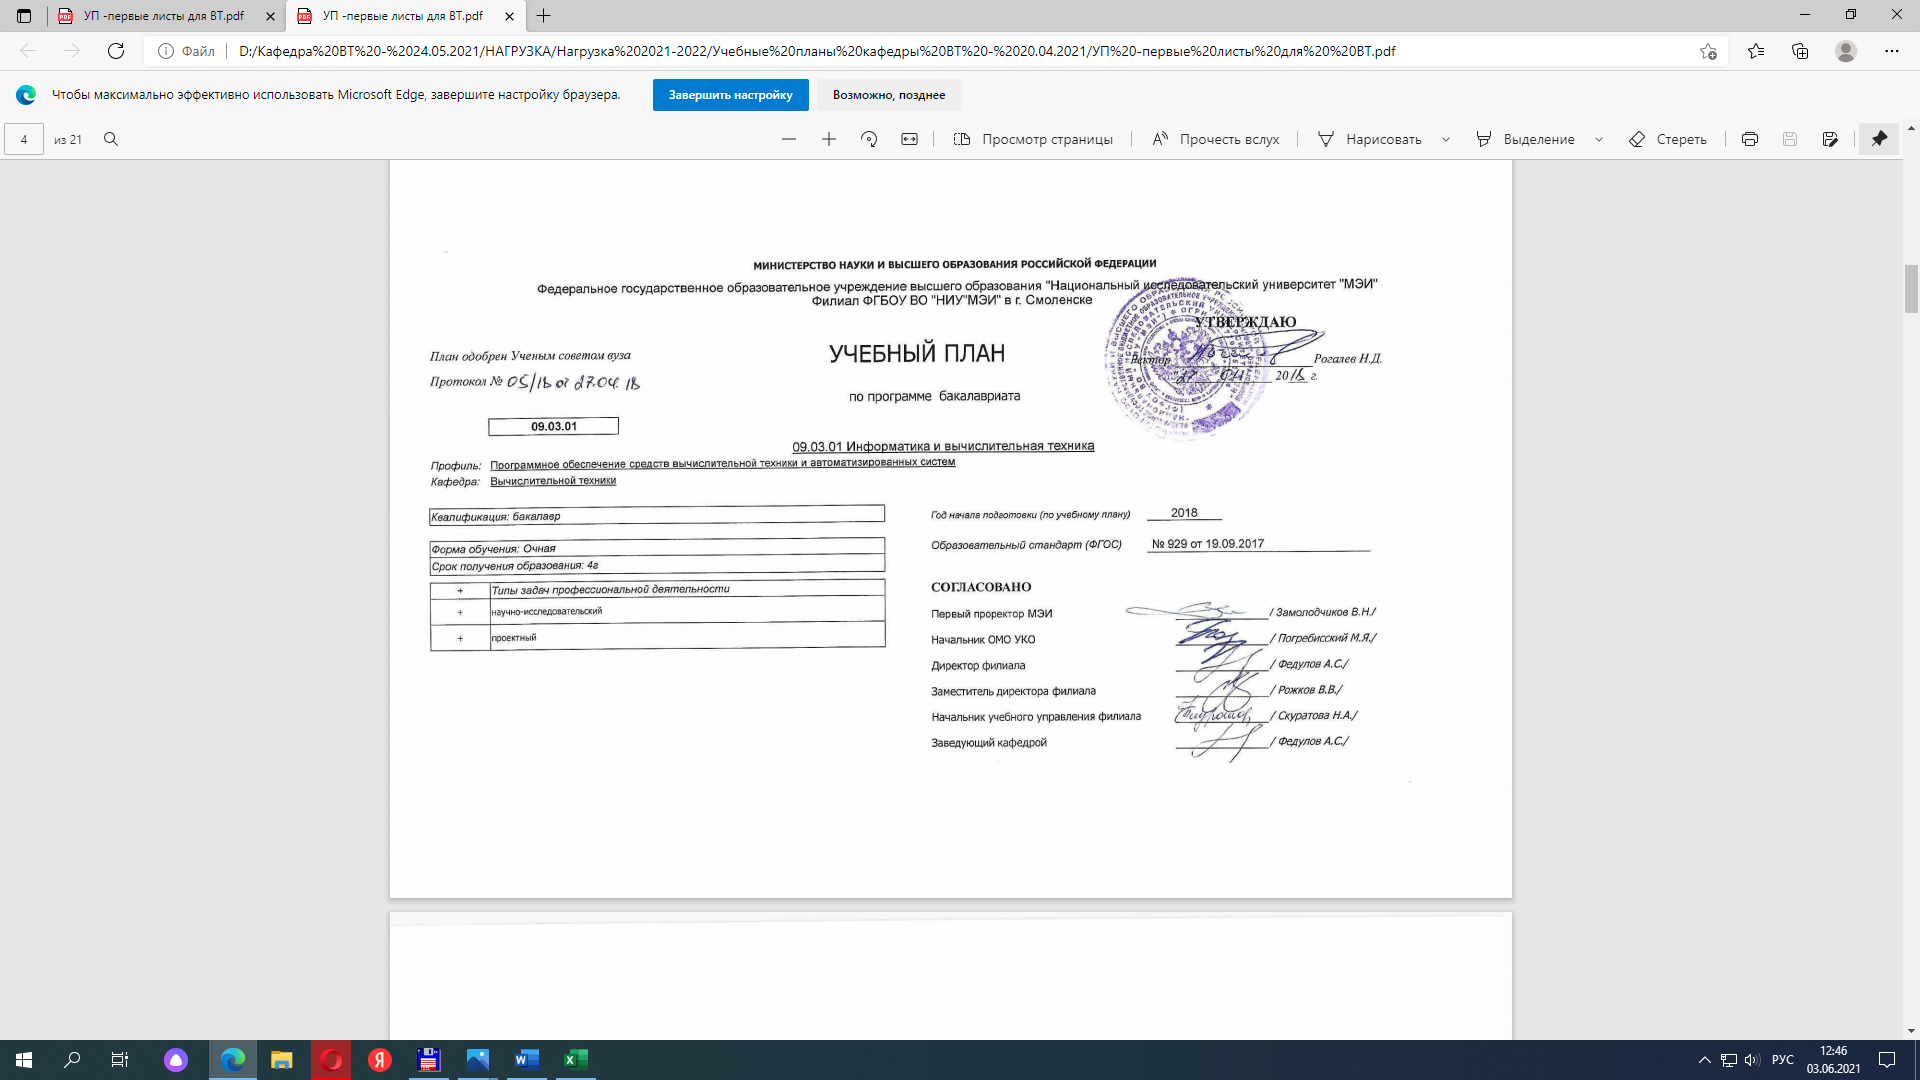 УП -первые листы для ВТ.pdf
УП -первые листы для ВТ.pdf
Файл
D:/Кафедра%20ВТ%20-%2024.05.2021/НАГРУЗКА/Нагрузка%202021-2022/Учебные%20планы%20кафедры%20ВТ%20-%2020.04.2021/УП%20-первые%20листы%20для%20%20ВТ.pdf
Чтобы максимально эффективно использовать Microsoft Edge, завершите настройку браузера.
Завершить настройку
Возможно, позднее
4 из 21
Просмотр страницы
Прочесть вслух
Нарисовать
Выделение
Стереть
МИНИСТЕРСТВО НАУКИ И ВЫСШЕГО ОБРАЗОВАНИЯ РОССИЙСКОЙ ФЕДЕРАЦИИ
Федеральное государственное образовательное учреждение высшего образования "Национальный исследовательский университет "МЭИ"
Филиал ФГБОУ ВО "НИУ"МЭИ" в г. Смоленске
УТВЕРЖДАЮ
План одобрен Ученым советом вуза
УЧЕБНЫЙ ПЛАН
Ректор Рогалев Н.Д.
Протокол № 05/18 от 27.04.18
"27" 04 2018 г.
по программе бакалавриата
09.03.01
09.03.01 Информатика и вычислительная техника
Профиль: Программное обеспечение средств вычислительной техники и автоматизированных систем
Кафедра: Вычислительной техники
Квалификация: бакалавр
Год начала подготовки (по учебному плану) 2018
Форма обучения: Очная
Образовательный стандарт (ФГОС) № 929 от 19.09.2017
Срок получения образования: 4г
+ Типы задач профессиональной деятельности
+ научно-исследовательский
+ проектный
СОГЛАСОВАНО
Первый проректор МЭИ / Замолодчиков В.Н./
Начальник ОМО УКО / Погребисский М.Я./
Директор филиала / Федулов А.С./
Заместитель директора филиала / Рожков В.В./
Начальник учебного управления филиала / Скуратова Н.А./
Заведующий кафедрой / Федулов А.С./
РУС
12:46
03.06.2021